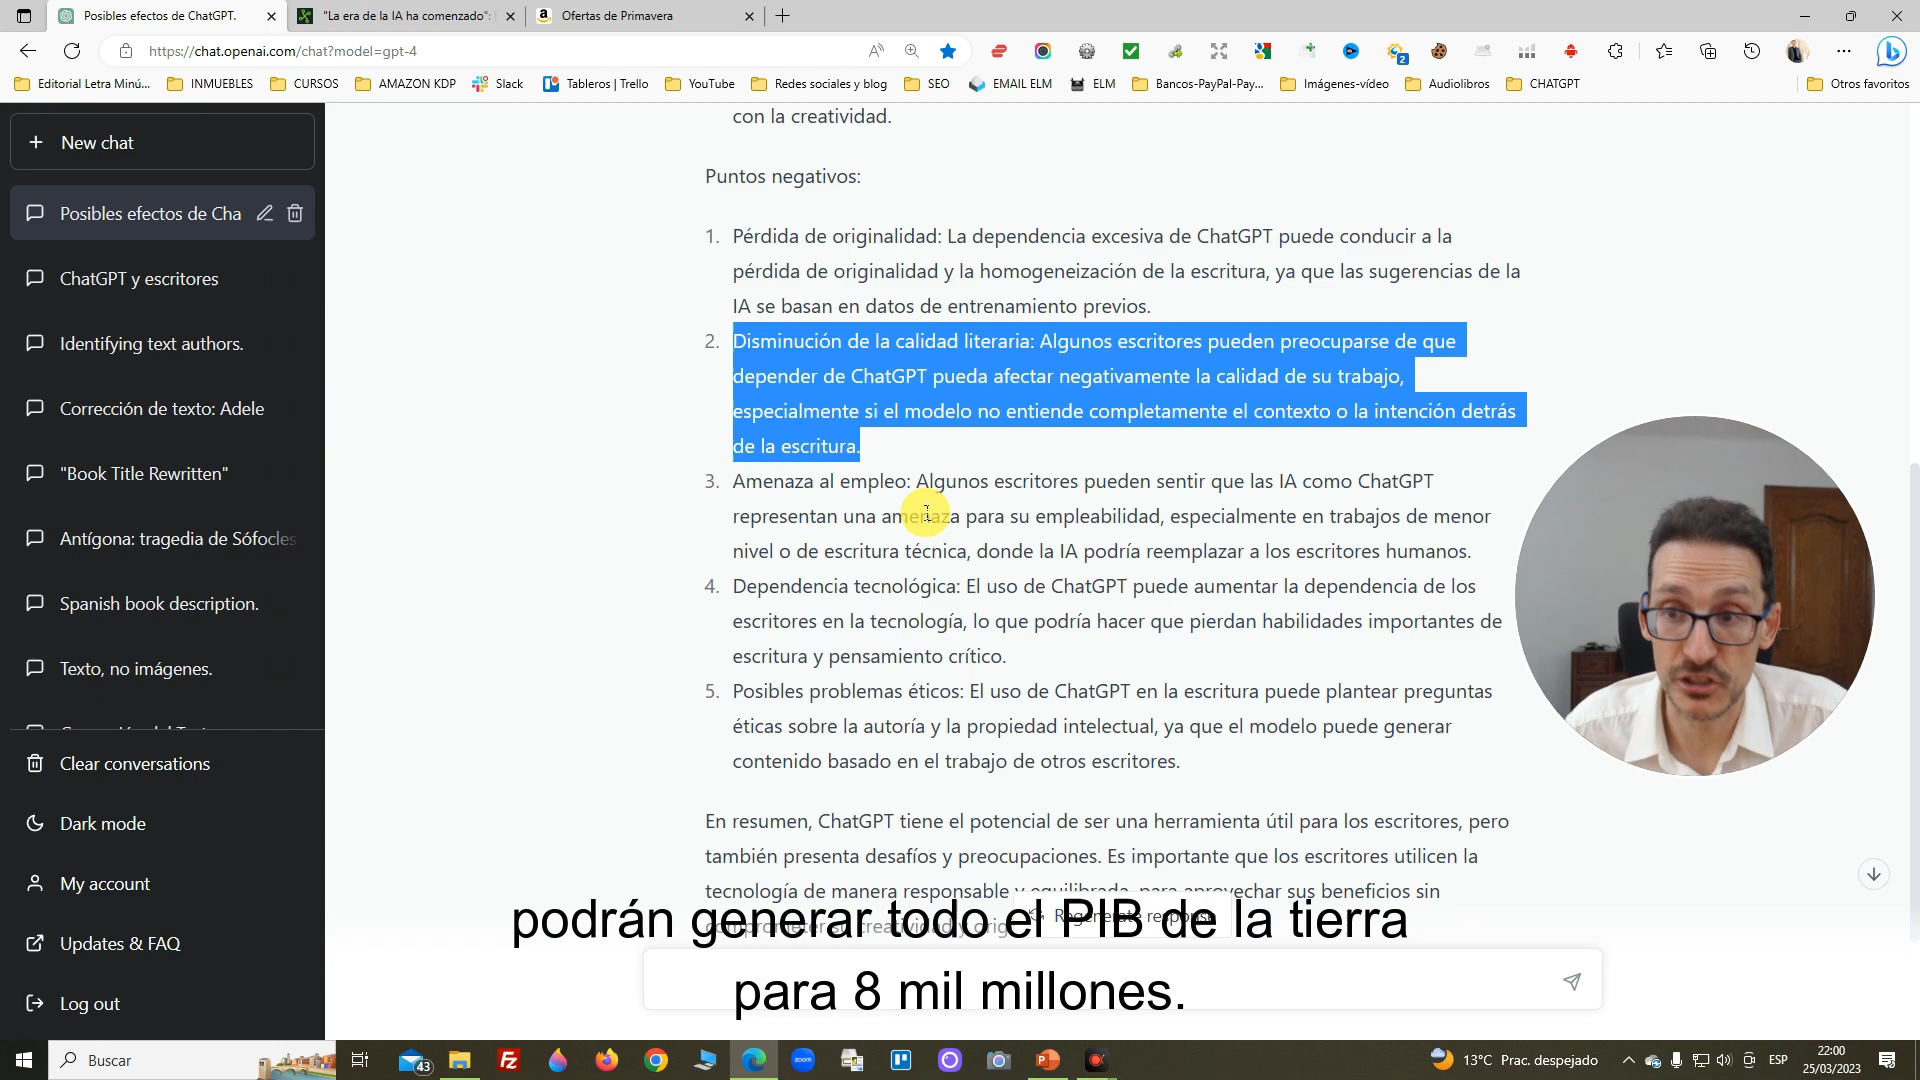 Posibles efectos de ChatGPT.
"La era de la IA ha comenzado":
Ofertas de Primavera
https://chat.openai.com/chat?model=gpt-4
Editorial Letra Minú...
INMUEBLES
CURSOS
AMAZON KDP
Slack
Tableros | Trello
YouTube
Redes sociales y blog
SEO
EMAIL ELM
ELM
Bancos-PayPal-Pay...
Imágenes-vídeo
Audiolibros
CHATGPT
Otros favoritos
New chat
Posibles efectos de Cha
ChatGPT y escritores
Identifying text authors.
Corrección de texto: Adele
"Book Title Rewritten"
Antígona: tragedia de Sófocles
Spanish book description.
Texto, no imágenes.
Clear conversations
Dark mode
My account
Updates & FAQ
Log out
con la creatividad.
Puntos negativos:
1. Pérdida de originalidad: La dependencia excesiva de ChatGPT puede conducir a la
pérdida de originalidad y la homogeneización de la escritura, ya que las sugerencias de la
IA se basan en datos de entrenamiento previos.
2. Disminución de la calidad literaria: Algunos escritores pueden preocuparse de que
depender de ChatGPT pueda afectar negativamente la calidad de su trabajo,
especialmente si el modelo no entiende completamente el contexto o la intención detrás
de la escritura.
3. Amenaza al empleo: Algunos escritores pueden sentir que las IA como ChatGPT
representan una amenaza para su empleabilidad, especialmente en trabajos de menor
nivel o de escritura técnica, donde la IA podría reemplazar a los escritores humanos.
4. Dependencia tecnológica: El uso de ChatGPT puede aumentar la dependencia de los
escritores en la tecnología, lo que podría hacer que pierdan habilidades importantes de
escritura y pensamiento crítico.
5. Posibles problemas éticos: El uso de ChatGPT en la escritura puede plantear preguntas
éticas sobre la autoría y la propiedad intelectual, ya que el modelo puede generar
contenido basado en el trabajo de otros escritores.
En resumen, ChatGPT tiene el potencial de ser una herramienta útil para los escritores, pero
también presenta desafíos y preocupaciones. Es importante que los escritores utilicen la
tecnología de manera responsable y equilibrada, para aprovechar sus beneficios sin
Regenerate response
podrán generar todo el PIB de la tierra
para 8 mil millones.
Buscar
43
zoom
13°C Prac. despejado
ESP
22:00
25/03/2023